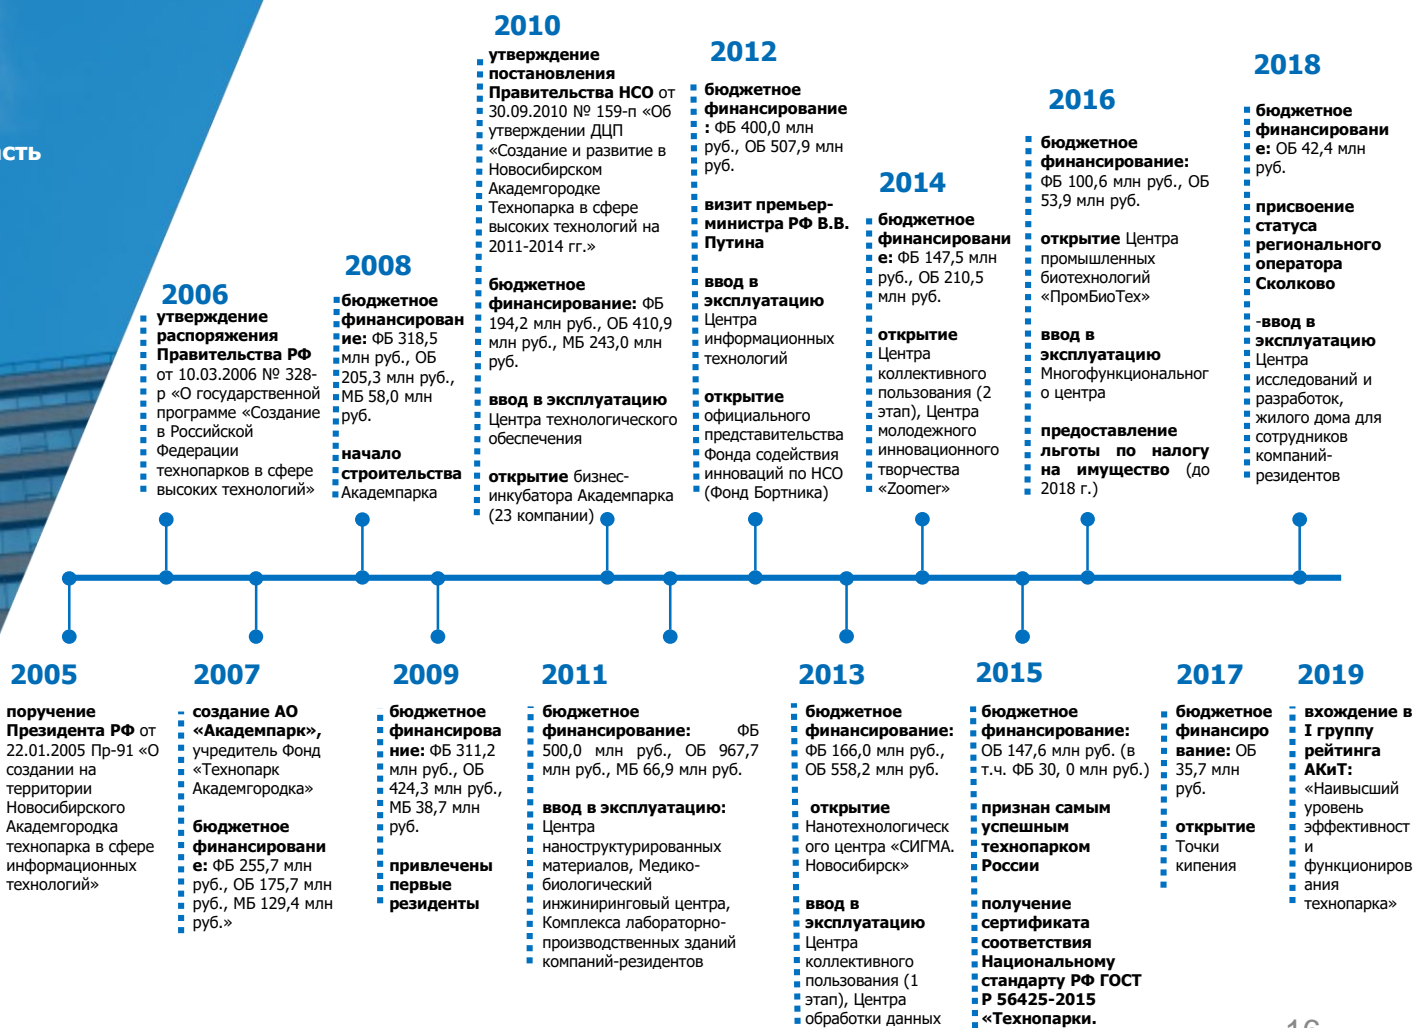 асть
2006
утверждение
распоряжения
Правительства РФ
от 10.03.2006 № 328-
р «О государственной
программе «Создание
в Российской
Федерации
технопарков в сфере
высоких технологий»
2008
бюджетное
финансирован
ие: ФБ 318,5
млн руб., ОБ
205,3 млн руб.,
МБ 58,0 млн
руб.
начало
строительства
Академпарка
2010
утверждение
постановления
Правительства НСО от
30.09.2010 № 159-п «Об
утверждении ДЦП
«Создание и развитие в
Новосибирском
Академгородке
Технопарка в сфере
высоких технологий на
2011-2014 гг.»
бюджетное
финансирование: ФБ
194,2 млн руб., ОБ 410,9
млн руб., МБ 243,0 млн
руб.
ввод в эксплуатацию
Центра технологического
обеспечения
открытие бизнес-
инкубатора Академпарка
(23 компании)
2012
бюджетное
финансирование
: ФБ 400,0 млн
руб., ОБ 507,9 млн
руб.
визит премьер-
министра РФ В.В.
Путина
ввод в
эксплуатацию
Центра
информационных
технологий
открытие
официального
представительства
Фонда содействия
инноваций по НСО
(Фонд Бортника)
2014
бюджетное
финансировани
е: ФБ 147,5 млн
руб., ОБ 210,5
млн руб.
открытие
Центра
коллективного
пользования (2
этап), Центра
молодежного
инновационного
творчества
«Zoomer»
2016
бюджетное
финансирование:
ФБ 100,6 млн руб., ОБ
53,9 млн руб.
открытие Центра
промышленных
биотехнологий
«ПромБиоТех»
ввод в
эксплуатацию
Многофункциональног
о центра
предоставление
льготы по налогу
на имущество (до
2018 г.)
2018
бюджетное
финансировани
е: ОБ 42,4 млн
руб.
присвоение
статуса
регионального
оператора
Сколково
-ввод в
эксплуатацию
Центра
исследований и
разработок,
жилого дома для
сотрудников
компаний-
резидентов
2005
поручение
Президента РФ от
22.01.2005 Пр-91 «О
создании на
территории
Новосибирского
Академгородка
технопарка в сфере
информационных
технологий»
2007
создание АО
«Академпарк»,
учредитель Фонд
«Технопарк
Академгородка»
бюджетное
финансировани
е: ФБ 255,7 млн
руб., ОБ 175,7 млн
руб., МБ 129,4 млн
руб.»
2009
бюджетное
финансирова
ние: ФБ 311,2
млн руб., ОБ
424,3 млн руб.,
МБ 38,7 млн
руб.
привлечены
первые
резиденты
2011
бюджетное
финансирование: ФБ
500,0 млн руб., ОБ 967,7
млн руб., МБ 66,9 млн руб.
ввод в эксплуатацию:
Центра
наноструктурированных
материалов, Медико-
биологический
инжиниринговый центра,
Комплекса лабораторно-
производственных зданий
компаний-резидентов
2013
бюджетное
финансирование:
ФБ 166,0 млн руб.,
ОБ 558,2 млн руб.
открытие
Нанотехнологическ
ого центра «СИГМА.
Новосибирск»
ввод в
эксплуатацию
Центра
коллективного
пользования (1
этап), Центра
обработки данных
2015
бюджетное
финансирование:
ОБ 147,6 млн руб. (в
т.ч. ФБ 30, 0 млн руб.)
признан самым
успешным
технопарком
России
получение
сертификата
соответствия
Национальному
стандарту РФ ГОСТ
Р 56425-2015
«Технопарки.
2017
бюджетное
финансиро
вание: ОБ
35,7 млн
руб.
открытие
Точки
кипения
2019
вхождение в
I группу
рейтинга
АКиТ:
«Наивысший
уровень
эффективност
и
функциониров
ания
технопарка»
16